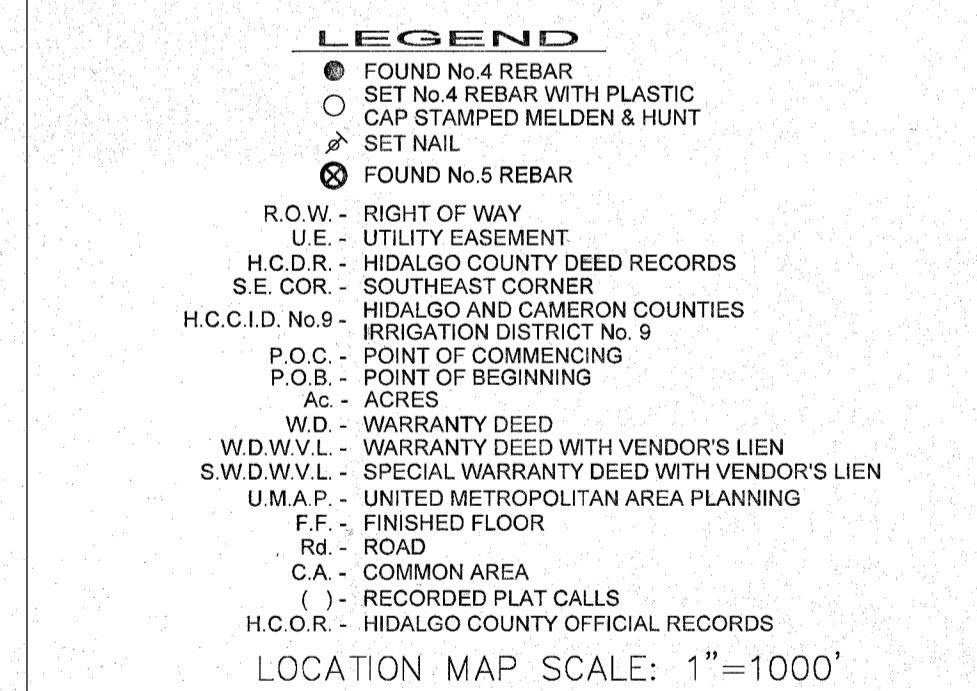 LEGEND
FOUND No.4 REBAR
SET No.4 REBAR WITH PLASTIC
CAP STAMPED MELDEN & HUNT
SET NAIL
FOUND No.5 REBAR
R.O.W. - RIGHT OF WAY
U.E. - UTILITY EASEMENT
H.C.D.R. - HIDALGO COUNTY DEED RECORDS
S.E. COR. - SOUTHEAST CORNER
H.C.C.I.D. No.9 - HIDALGO AND CAMERON COUNTIES
IRRIGATION DISTRICT No. 9
P.O.C. - POINT OF COMMENCING
P.O.B. - POINT OF BEGINNING
Ac. - ACRES
W.D. - WARRANTY DEED
W.D.W.V.L. - WARRANTY DEED WITH VENDOR'S LIEN
S.W.D.W.V.L. - SPECIAL WARRANTY DEED WITH VENDOR'S LIEN
U.M.A.P. - UNITED METROPOLITAN AREA PLANNING
F.F. - FINISHED FLOOR
Rd. - ROAD
C.A. - COMMON AREA
( ) - RECORDED PLAT CALLS
H.C.O.R. - HIDALGO COUNTY OFFICIAL RECORDS
LOCATION MAP SCALE: 1"=1000'